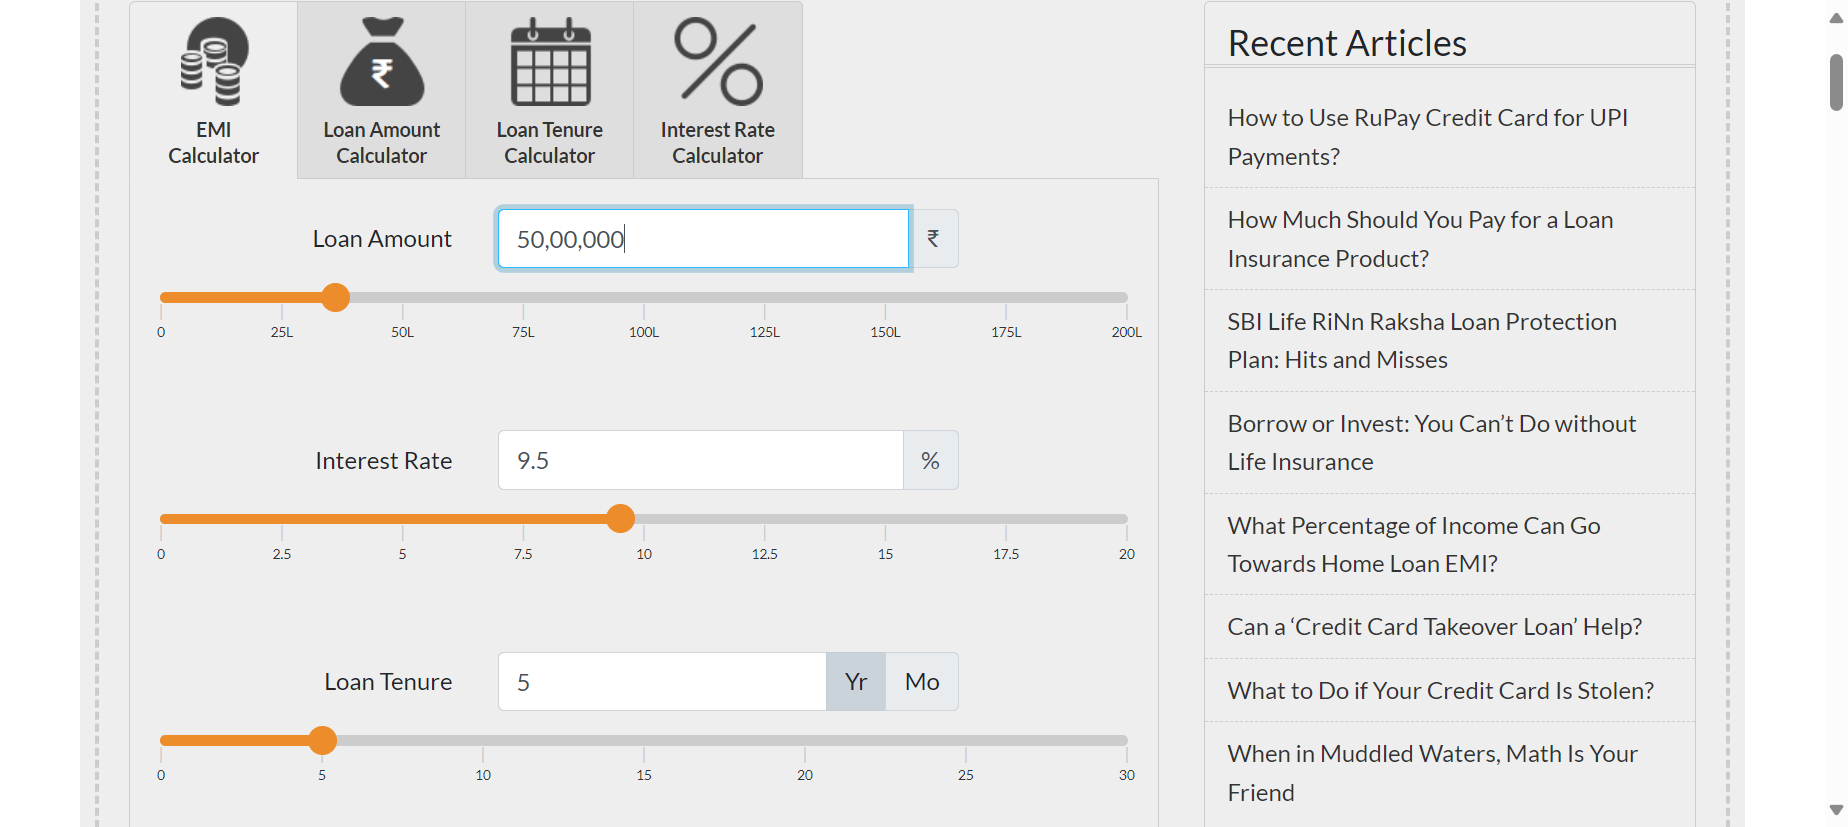 EMI
Calculator
₹
Loan Amount
Calculator
Loan Tenure
Calculator
Interest Rate
Calculator
Loan Amount
50,00,000
₹
0 25L 50L 75L 100L 125L 150L 175L 200L
Interest Rate
9.5
%
0 2.5 5 7.5 10 12.5 15 17.5 20
Loan Tenure
5
Yr
Mo
0 5 10 15 20 25 30
Recent Articles
How to Use RuPay Credit Card for UPI
Payments?
How Much Should You Pay for a Loan
Insurance Product?
SBI Life RiNn Raksha Loan Protection
Plan: Hits and Misses
Borrow or Invest: You Can’t Do without
Life Insurance
What Percentage of Income Can Go
Towards Home Loan EMI?
Can a ‘Credit Card Takeover Loan’ Help?
What to Do if Your Credit Card Is Stolen?
When in Muddled Waters, Math Is Your
Friend